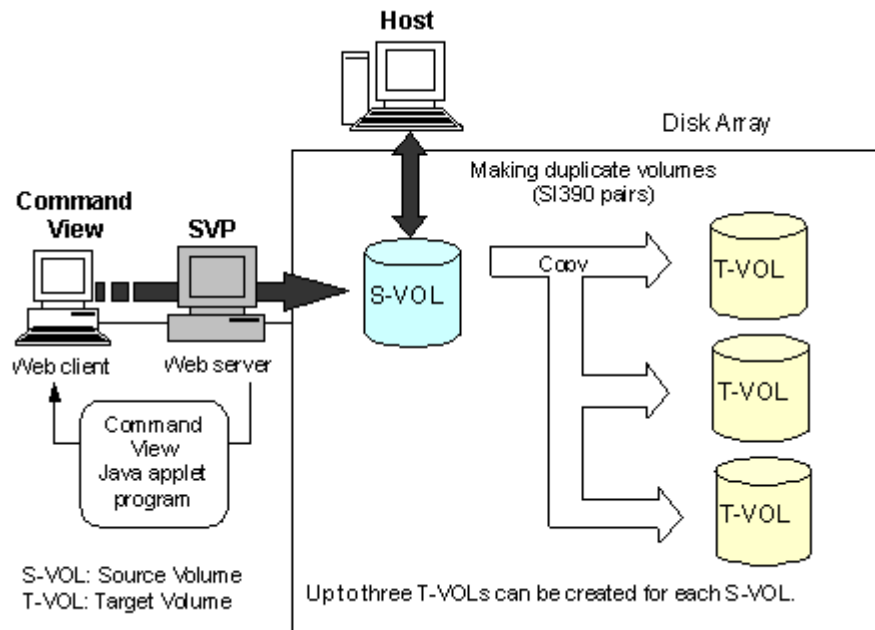 Host
Disk Array
Making duplicate volumes
(SI390 pairs)
Command
View
SVP
Copy
S-VOL
T-VOL
T-VOL
T-VOL
Web client
Web server
Command
View
Java applet
program
S-VOL: Source Volume
T-VOL: Target Volume
Up to three T-VOLs can be created for each S-VOL.